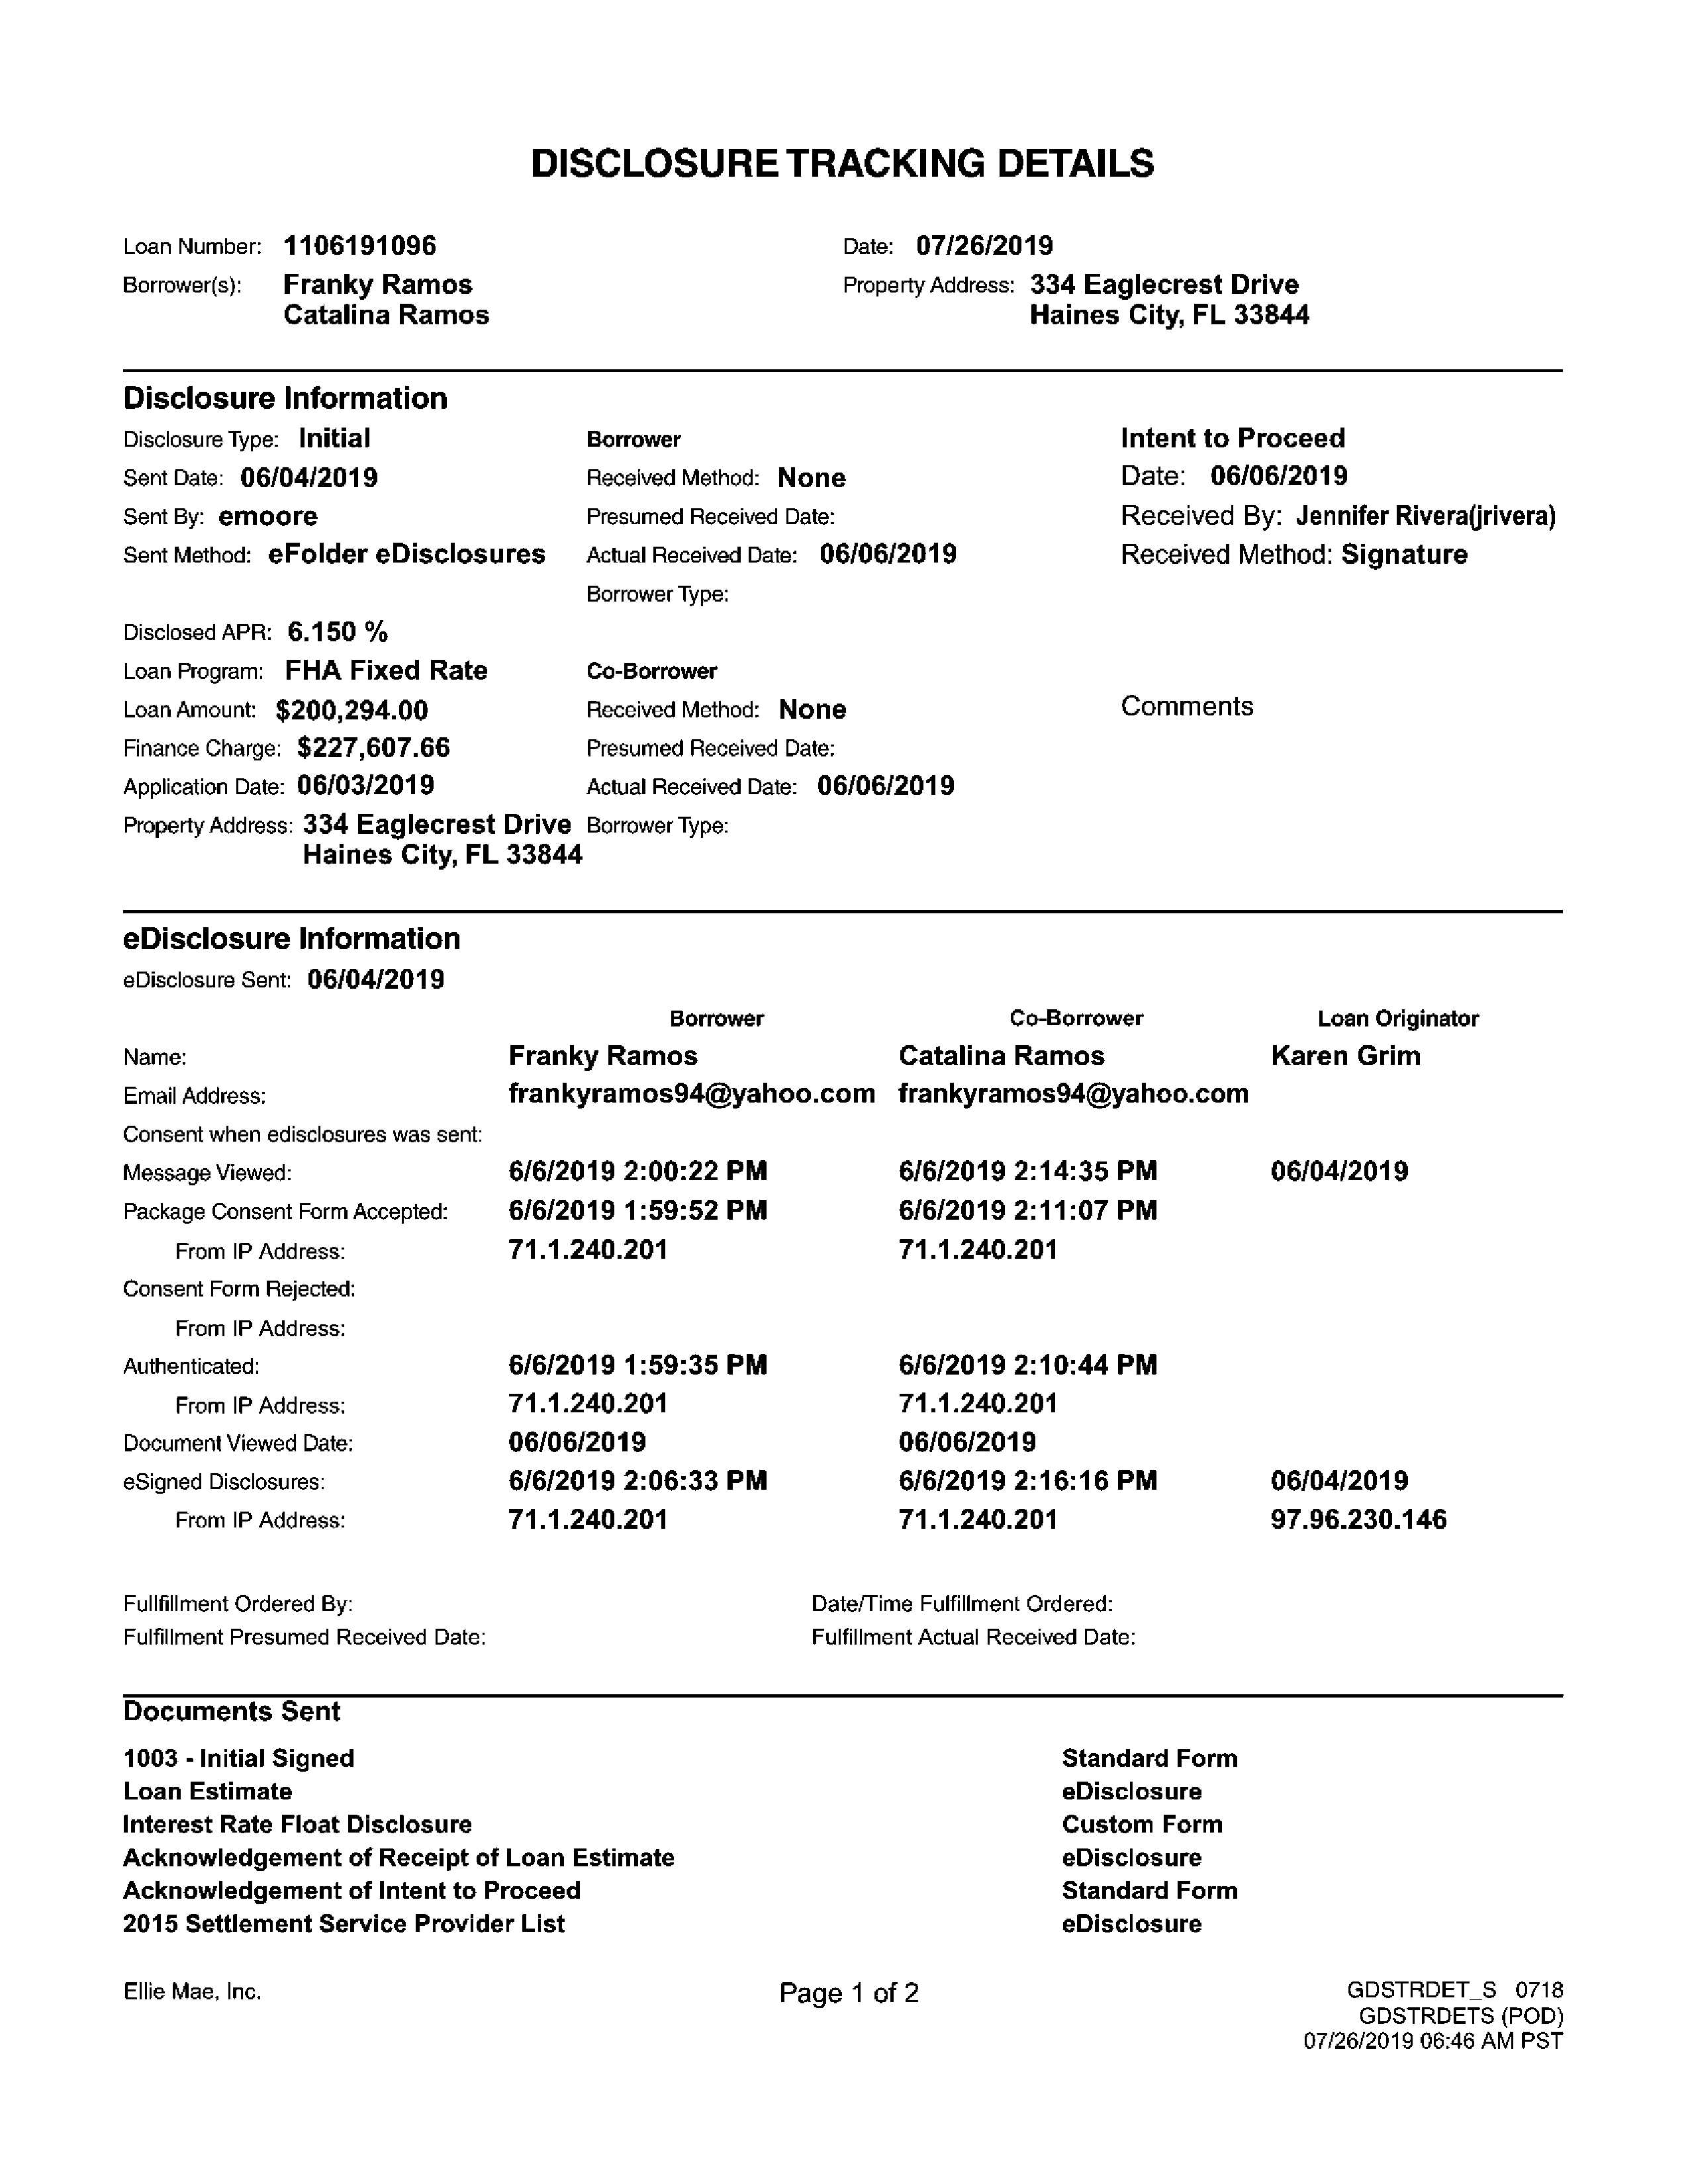 DISCLOSURE TRACKING DETAILS
Loan Number: 1106191096
Date: 07/26/2019
Borrower(s): Franky Ramos
Catalina Ramos
Property Address: 334 Eaglecrest Drive
Haines City, FL 33844
Disclosure Information
Disclosure Type: Initial
Sent Date: 06/04/2019
Sent By: emoore
Sent Method: eFolder eDisclosures
Disclosed APR: 6.150 %
Loan Program: FHA Fixed Rate
Loan Amount: $200,294.00
Finance Charge: $227,607.66
Application Date: 06/03/2019
Property Address: 334 Eaglecrest Drive
Haines City, FL 33844
Borrower
Received Method: None
Presumed Received Date:
Actual Received Date: 06/06/2019
Borrower Type:
Co-Borrower
Received Method: None
Presumed Received Date:
Actual Received Date: 06/06/2019
Borrower Type:
Intent to Proceed
Date: 06/06/2019
Received By: Jennifer Rivera(jrivera)
Received Method: Signature
Comments
eDisclosure Information
eDisclosure Sent: 06/04/2019
Borrower Co-Borrower Loan Originator
Name: Franky Ramos Catalina Ramos Karen Grim
Email Address: frankyramos94@yahoo.com frankyramos94@yahoo.com
Consent when edisclosures was sent:
Message Viewed: 6/6/2019 2:00:22 PM 6/6/2019 2:14:35 PM 06/04/2019
Package Consent Form Accepted: 6/6/2019 1:59:52 PM 6/6/2019 2:11:07 PM
From IP Address: 71.1.240.201 71.1.240.201
Consent Form Rejected:
From IP Address:
Authenticated: 6/6/2019 1:59:35 PM 6/6/2019 2:10:44 PM
From IP Address: 71.1.240.201 71.1.240.201
Document Viewed Date: 06/06/2019 06/06/2019
eSigned Disclosures: 6/6/2019 2:06:33 PM 6/6/2019 2:16:16 PM 06/04/2019
From IP Address: 71.1.240.201 71.1.240.201 97.96.230.146
Fullfillment Ordered By: Date/Time Fulfillment Ordered:
Fulfillment Presumed Received Date: Fulfillment Actual Received Date:
Documents Sent
1003 - Initial Signed Standard Form
Loan Estimate eDisclosure
Interest Rate Float Disclosure Custom Form
Acknowledgement of Receipt of Loan Estimate eDisclosure
Acknowledgement of Intent to Proceed Standard Form
2015 Settlement Service Provider List eDisclosure
Ellie Mae, Inc. Page 1 of 2 GDSTRDET_S 0718
GDSTRDETS (POD)
07/26/2019 06:46 AM PST